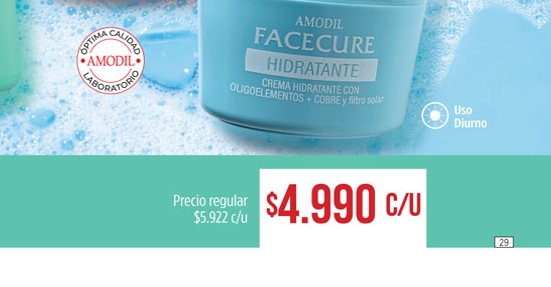 ÓPTIMA CALIDAD
• AMODIL •
LABORATORIO
AMODIL
FACECURE
HIDRATANTE
CREMA HIDRATANTE CON
OLIGOELEMENTOS + COBRE y filtro solar
Uso
Diurno
Precio regular
$5.922 c/u
$4.990 C/U
29